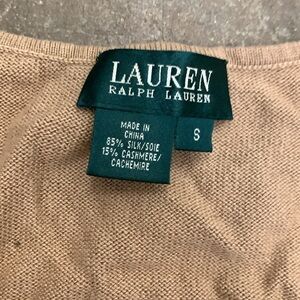 LAUREN
RALPH LAUREN
MADE IN
CHINA
85% SILK/SOIE
15% CASHMERE/
CACHEMIRE
S